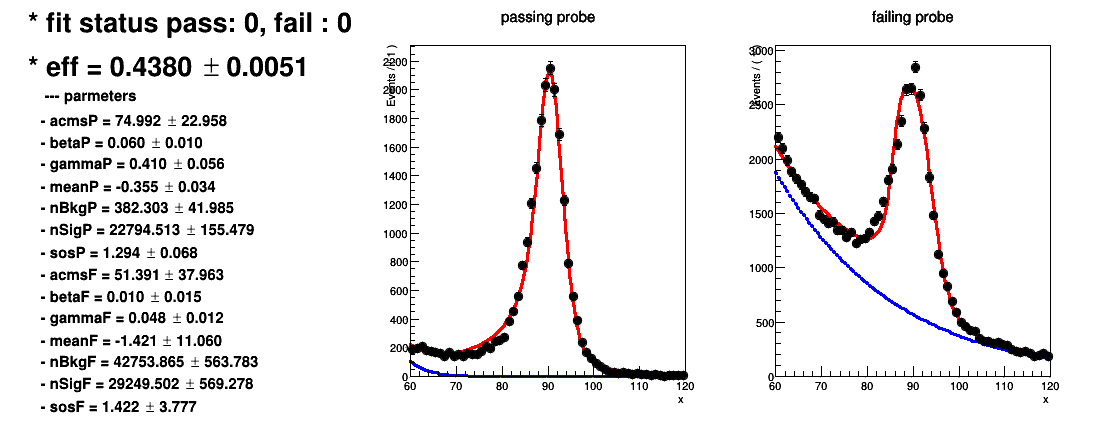 * fit status pass: 0, fail : 0
* eff = 0.4380 ± 0.0051
--- parmeters
- acmsP = 74.992 ± 22.958
- betaP = 0.060 ± 0.010
- gammaP = 0.410 ± 0.056
- meanP = -0.355 ± 0.034
- nBkgP = 382.303 ± 41.985
- nSigP = 22794.513 ± 155.479
- sosP = 1.294 ± 0.068
- acmsF = 51.391 ± 37.963
- betaF = 0.010 ± 0.015
- gammaF = 0.048 ± 0.012
- meanF = -1.421 ± 11.060
- nBkgF = 42753.865 ± 563.783
- nSigF = 29249.502 ± 569.278
- sosF = 1.422 ± 3.777
passing probe
Events / ( 1 )
2200
2000
1800
1600
1400
1200
1000
800
600
400
200
0
60 70 80 90 100 110 120
x
failing probe
Events / (
3000
2500
2000
1500
1000
500
0
60 70 80 90 100 110 120
x